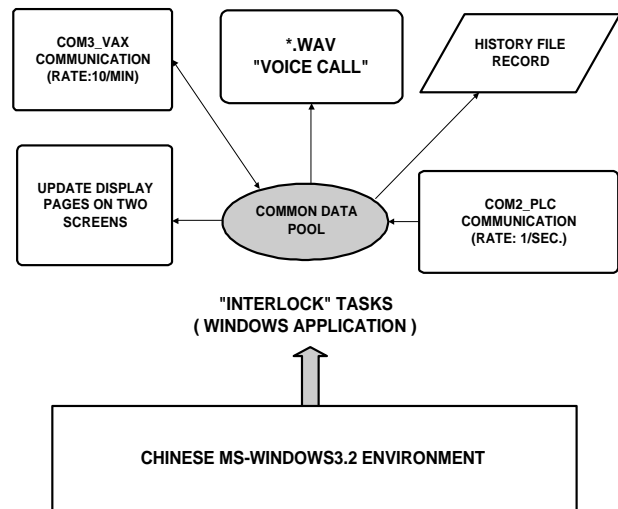 COM3_VAX
COMMUNICATION
(RATE:10/MIN)
*.WAV
"VOICE CALL"
HISTORY FILE
RECORD
UPDATE DISPLAY
PAGES ON TWO
SCREENS
COMMON DATA
POOL
COM2_PLC
COMMUNICATION
(RATE: 1/SEC.)
"INTERLOCK" TASKS
( WINDOWS APPLICATION )
CHINESE MS-WINDOWS3.2 ENVIRONMENT